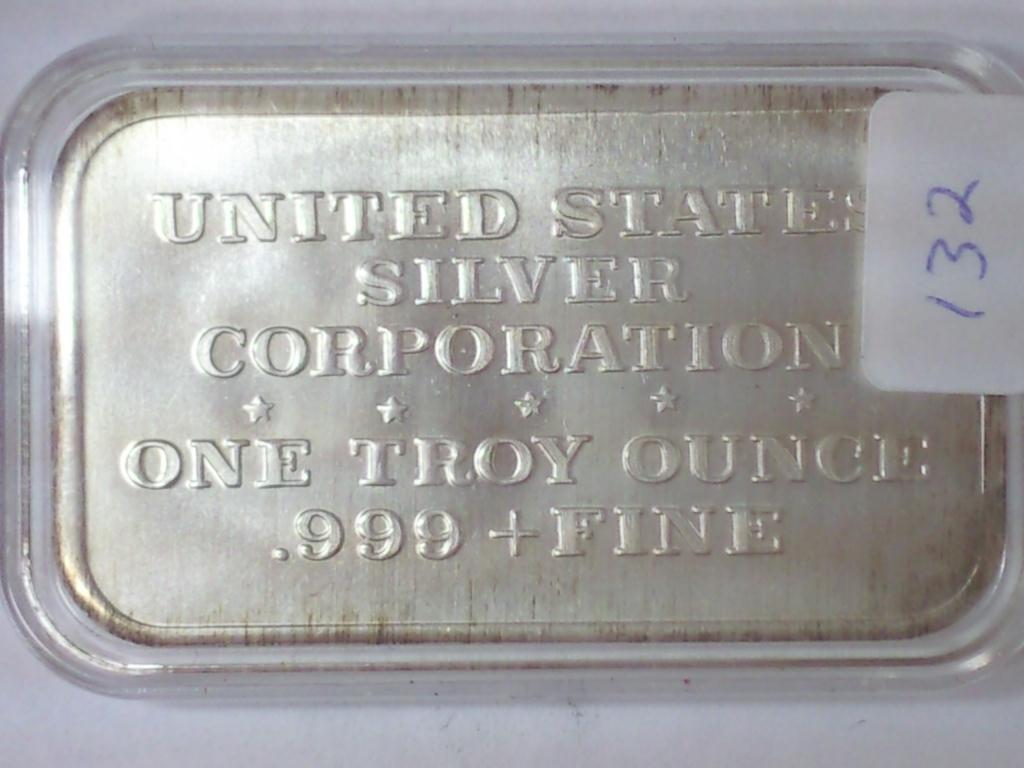 UNITED STATES
SILVER
CORPORATION
ONE TROY OUNCE
.999 + FINE
132